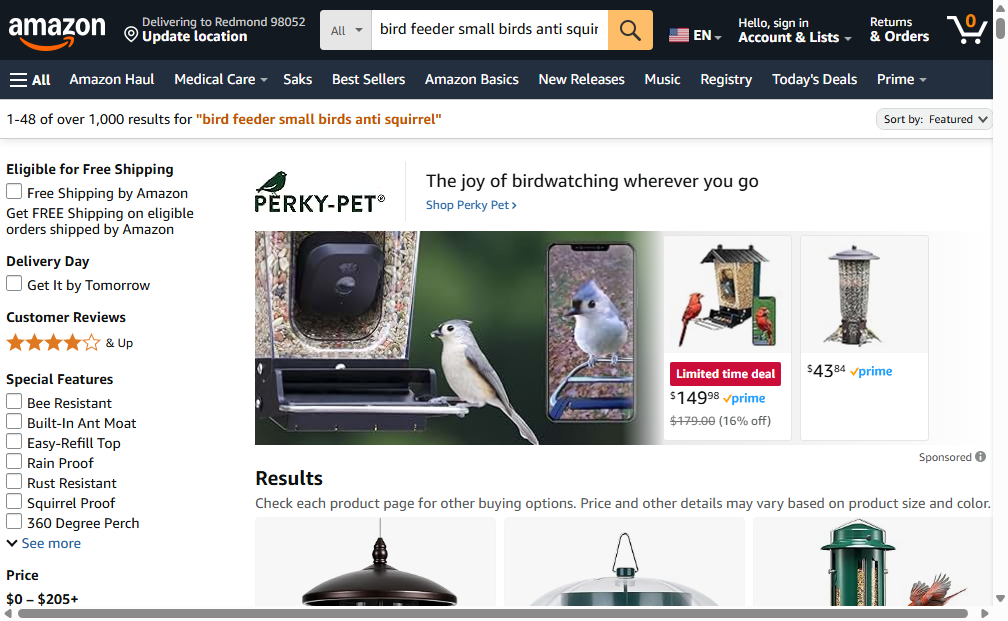 amazon
Delivering to Redmond 98052
Update location
All
bird feeder small birds anti squir
EN
Hello, sign in
Account & Lists
Returns
& Orders
0
All
Amazon Haul
Medical Care
Saks
Best Sellers
Amazon Basics
New Releases
Music
Registry
Today's Deals
Prime
1-48 of over 1,000 results for "bird feeder small birds anti squirrel"
Sort by: Featured
Eligible for Free Shipping
Free Shipping by Amazon
Get FREE Shipping on eligible
orders shipped by Amazon
Delivery Day
Get It by Tomorrow
Customer Reviews
& Up
Special Features
Bee Resistant
Built-In Ant Moat
Easy-Refill Top
Rain Proof
Rust Resistant
Squirrel Proof
360 Degree Perch
See more
Price
$0 – $205+
PERKY-PET®
The joy of birdwatching wherever you go
Shop Perky Pet ›
Limited time deal
$149.98 prime
$179.00 (16% off)
$43.84 prime
Sponsored
Results
Check each product page for other buying options. Price and other details may vary based on product size and color.